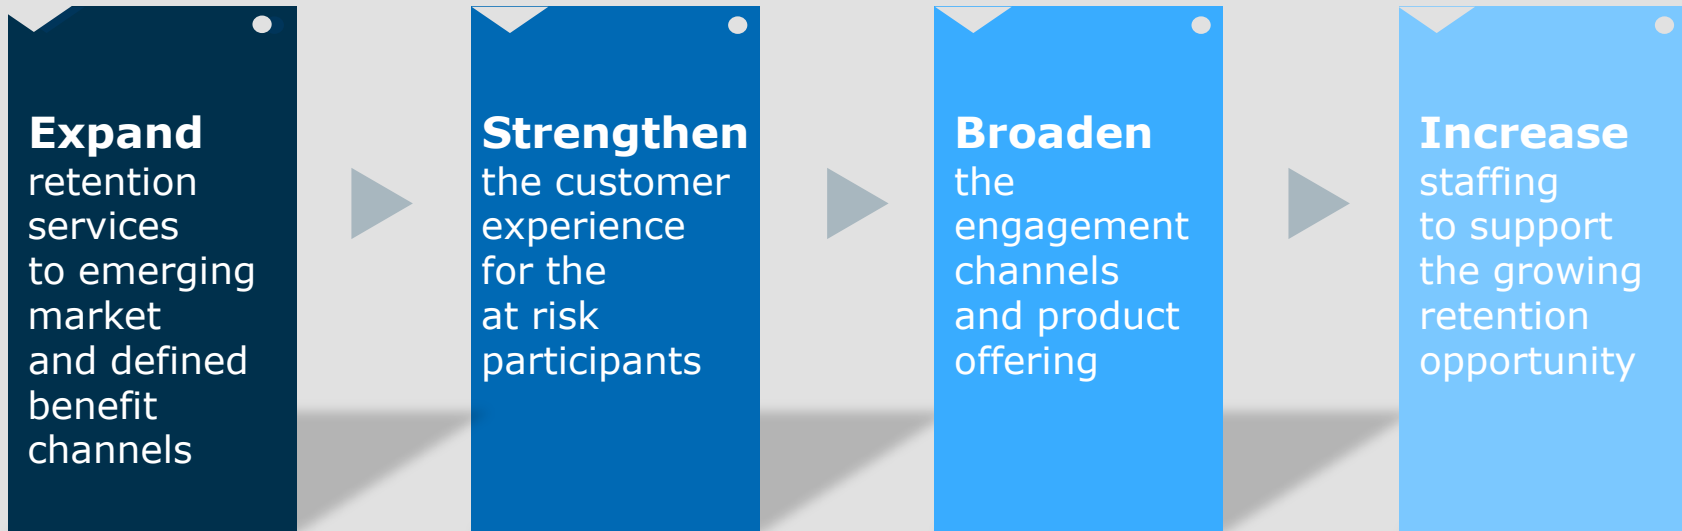 Expand
retention
services
to emerging
market
and defined
benefit
channels
Strengthen
the customer
experience
for the
at risk
participants
Broaden
the
engagement
channels
and product
offering
Increase
staffing
to support
the growing
retention
opportunity